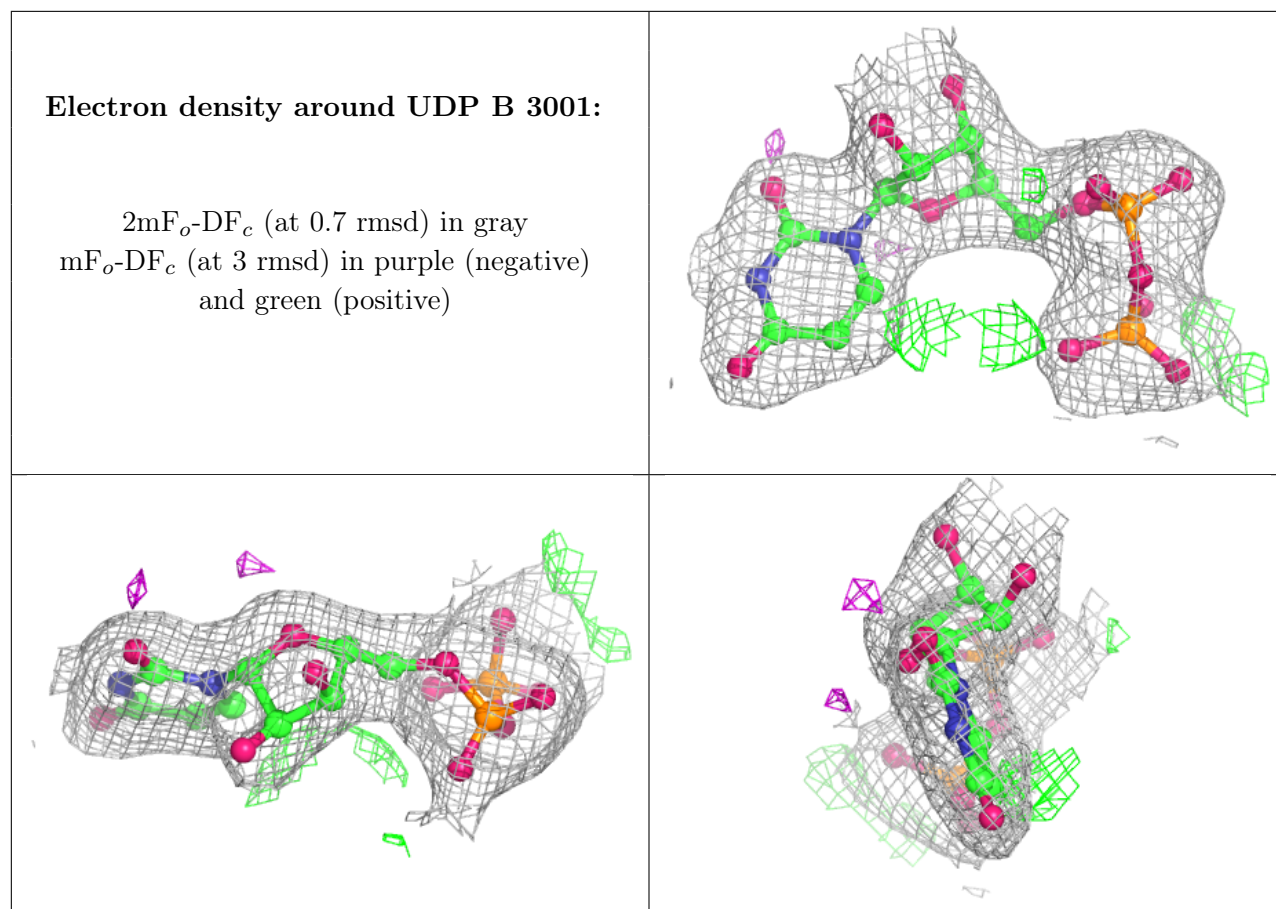 Electron density around UDP B 3001:
2mFo-DFc (at 0.7 rmsd) in gray
mFo-DFc (at 3 rmsd) in purple (negative)
and green (positive)